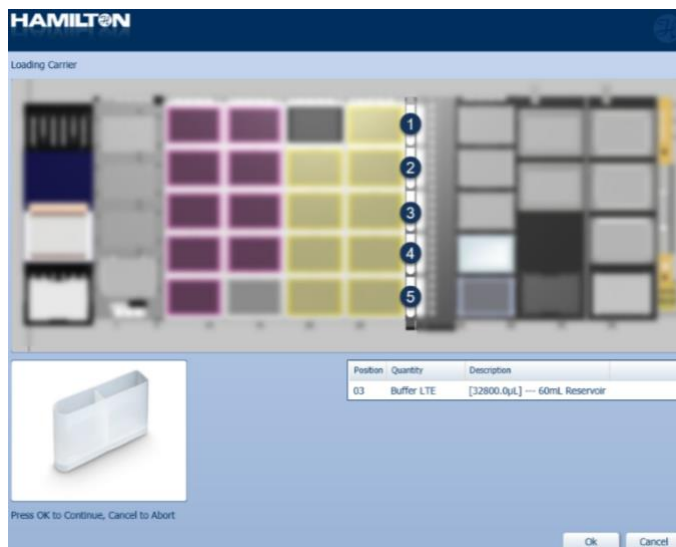 HAMILTON
Loading Carrier
1
2
3
4
5
Position Quantity Description
03 Buffer LTE [32800.0µL] --- 60mL Reservoir
Press OK to Continue, Cancel to Abort
Ok Cancel